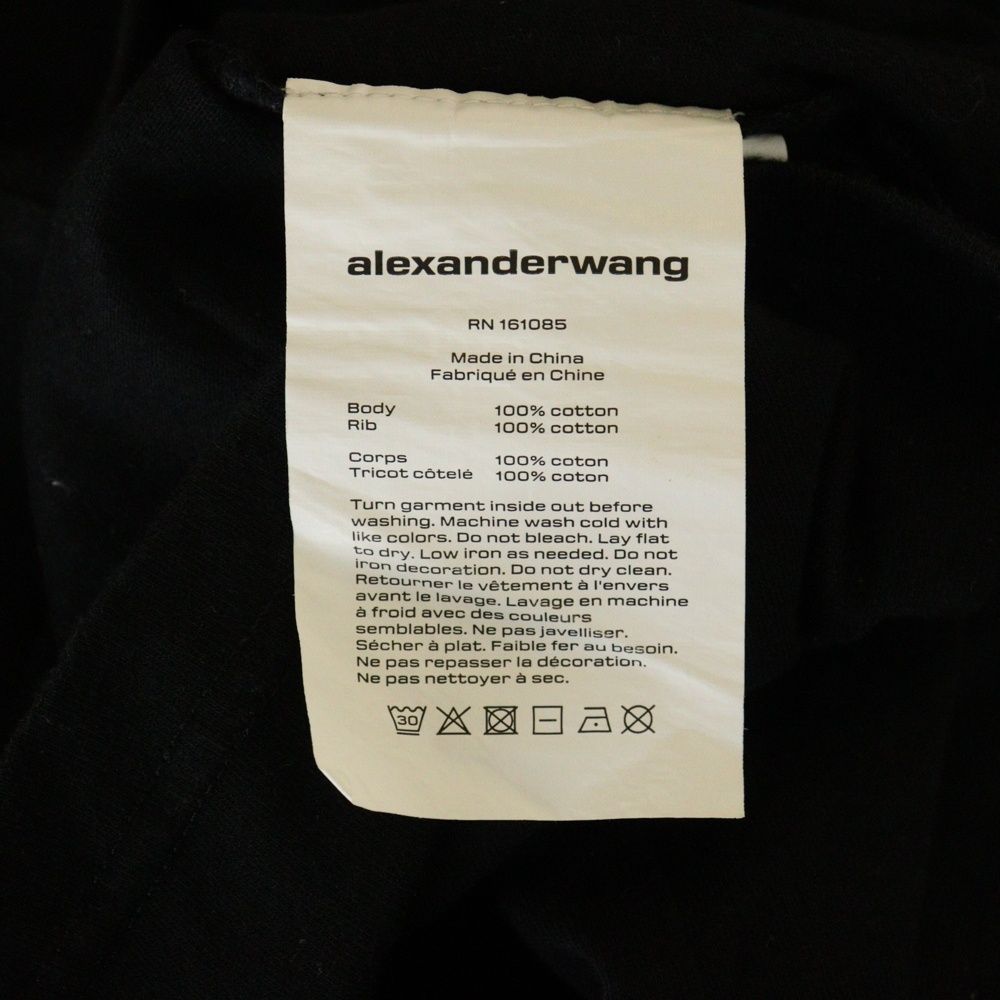 alexanderwang
RN 161085
Made in China
Fabriqué en Chine
Body 100% cotton
Rib 100% cotton
Corps 100% coton
Tricot côtelé 100% coton
Turn garment inside out before
washing. Machine wash cold with
like colors. Do not bleach. Lay flat
to dry. Low iron as needed. Do not
iron decoration. Do not dry clean.
Retourner le vêtement à l'envers
avant le lavage. Lavage en machine
à froid avec des couleurs
semblables. Ne pas javelliser.
Sécher à plat. Faible fer au besoin.
Ne pas repasser la décoration.
Ne pas nettoyer à sec.
30